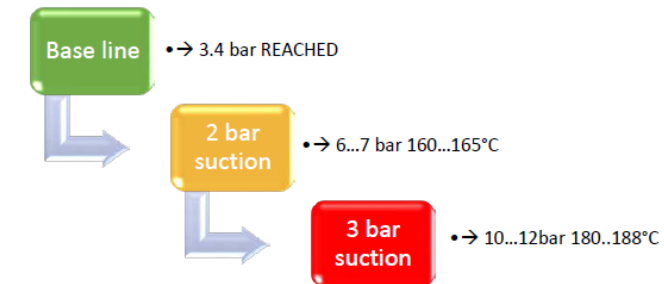 Base line
•→ 3.4 bar REACHED
2 bar
suction
•→ 6...7 bar 160...165°C
3 bar
suction
•→ 10...12bar 180..188°C